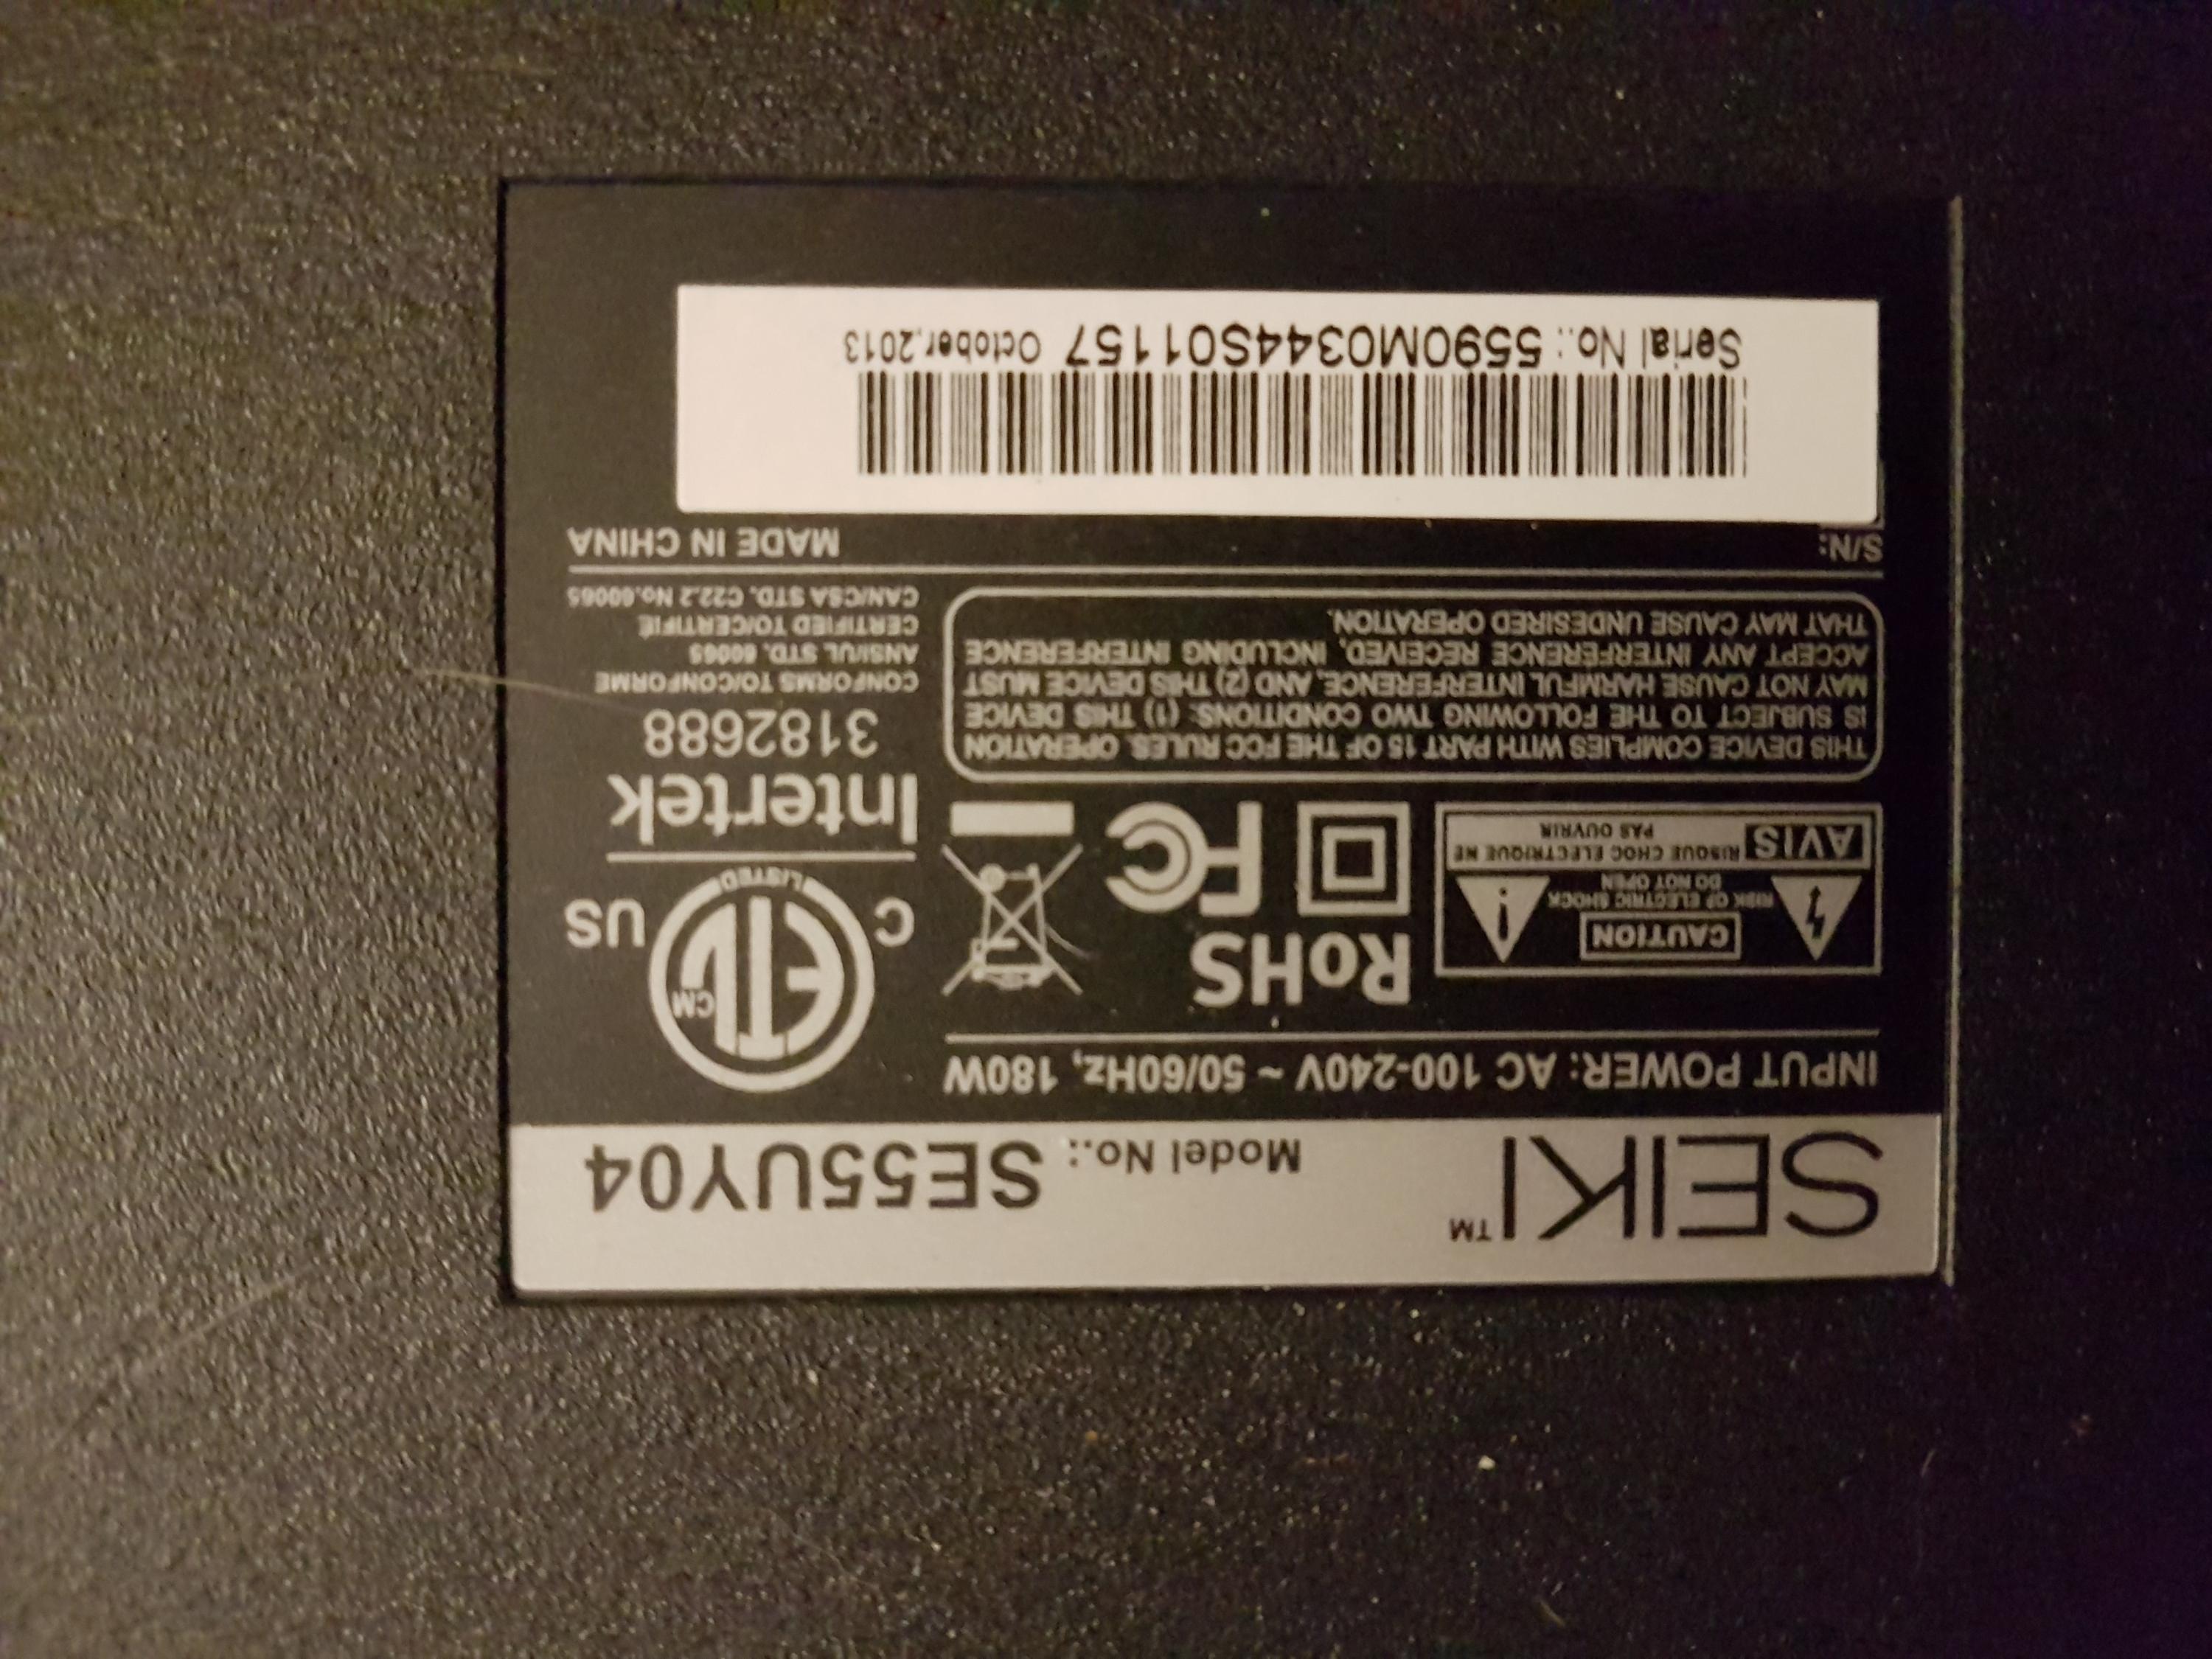 SEIKI™ Model No.: SE55UY04
INPUT POWER: AC 100-240V ~ 50/60Hz, 180W
CAUTION
RISK OF ELECTRIC SHOCK
DO NOT OPEN
AVIS
RISQUE CHOC ELECTRIQUE NE
PAS OUVRIR
RoHS
FC
C ETL CM US
LISTED
Intertek
3182688
CONFORMS TO/CONFORME
ANSI/UL STD. 60065
CERTIFIED TO/CERTIFIÉ
CAN/CSA STD. C22.2 No.60065
THIS DEVICE COMPLIES WITH PART 15 OF THE FCC RULES. OPERATION
IS SUBJECT TO THE FOLLOWING TWO CONDITIONS: (1) THIS DEVICE
MAY NOT CAUSE HARMFUL INTERFERENCE, AND (2) THIS DEVICE MUST
ACCEPT ANY INTERFERENCE RECEIVED, INCLUDING INTERFERENCE
THAT MAY CAUSE UNDESIRED OPERATION.
S/N:
MADE IN CHINA
Serial No.: 5590M0344S01157 October,2013